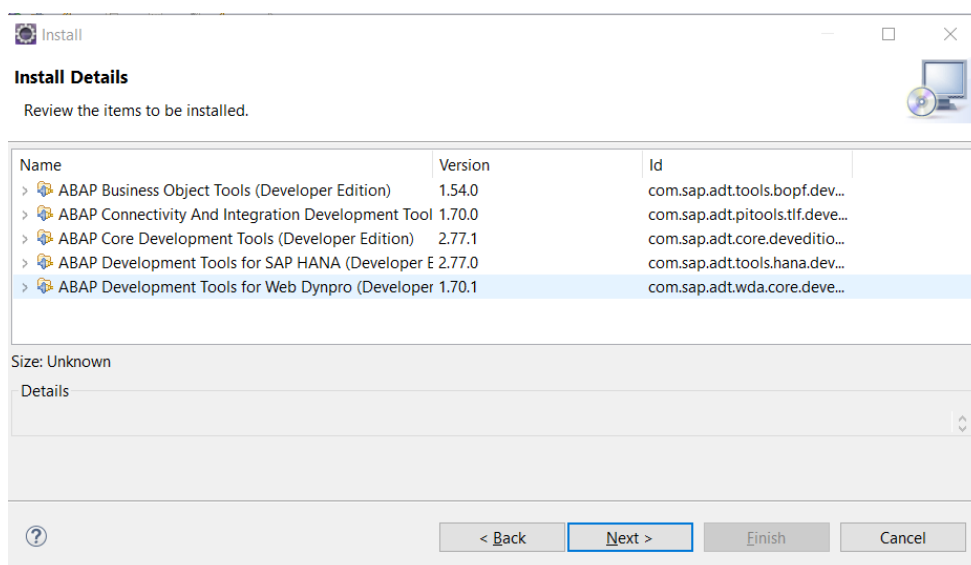 Install
Install Details
Review the items to be installed.
Name Version Id
ABAP Business Object Tools (Developer Edition) 1.54.0 com.sap.adt.tools.bopf.dev...
ABAP Connectivity And Integration Development Tool 1.70.0 com.sap.adt.pitools.tlf.deve...
ABAP Core Development Tools (Developer Edition) 2.77.1 com.sap.adt.core.deveditio...
ABAP Development Tools for SAP HANA (Developer E 2.77.0 com.sap.adt.tools.hana.dev...
ABAP Development Tools for Web Dynpro (Developer 1.70.1 com.sap.adt.wda.core.deve...
Size: Unknown
Details
? < Back Next > Finish Cancel